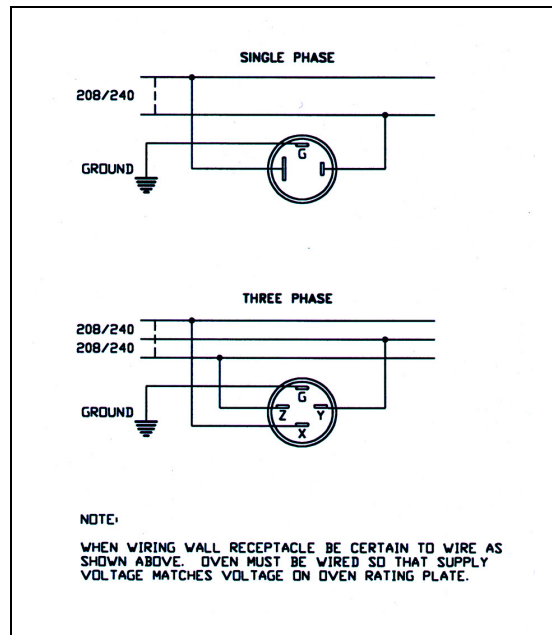 SINGLE PHASE
208/240
G
GROUND
THREE PHASE
208/240
208/240
G
GROUND
Z Y
X
NOTE:
WHEN WIRING WALL RECEPTACLE BE CERTAIN TO WIRE AS
SHOWN ABOVE. OVEN MUST BE WIRED SO THAT SUPPLY
VOLTAGE MATCHES VOLTAGE ON OVEN RATING PLATE.